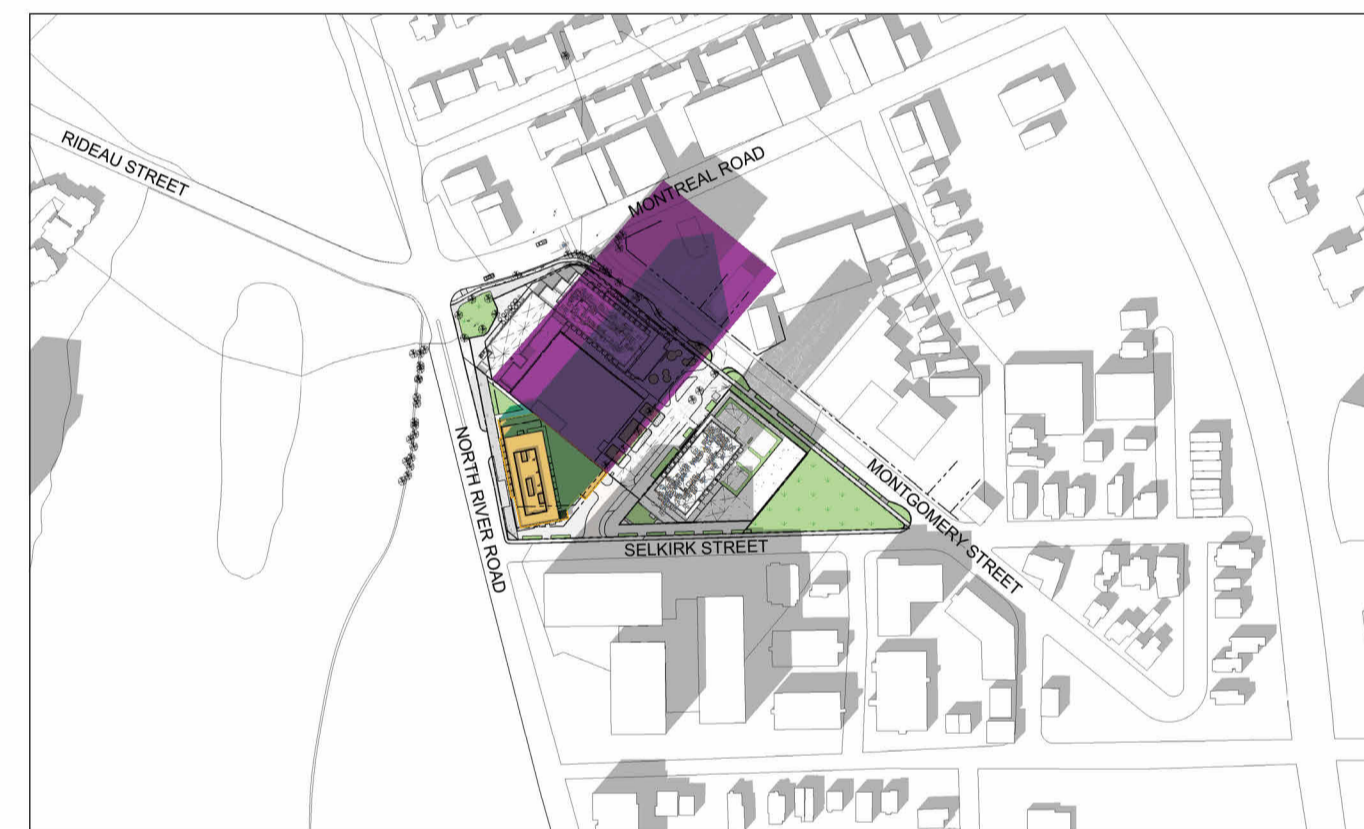 RIDEAU STREET
MONTREAL ROAD
NORTH RIVER ROAD
MONTGOMERY STREET
SELKIRK STREET